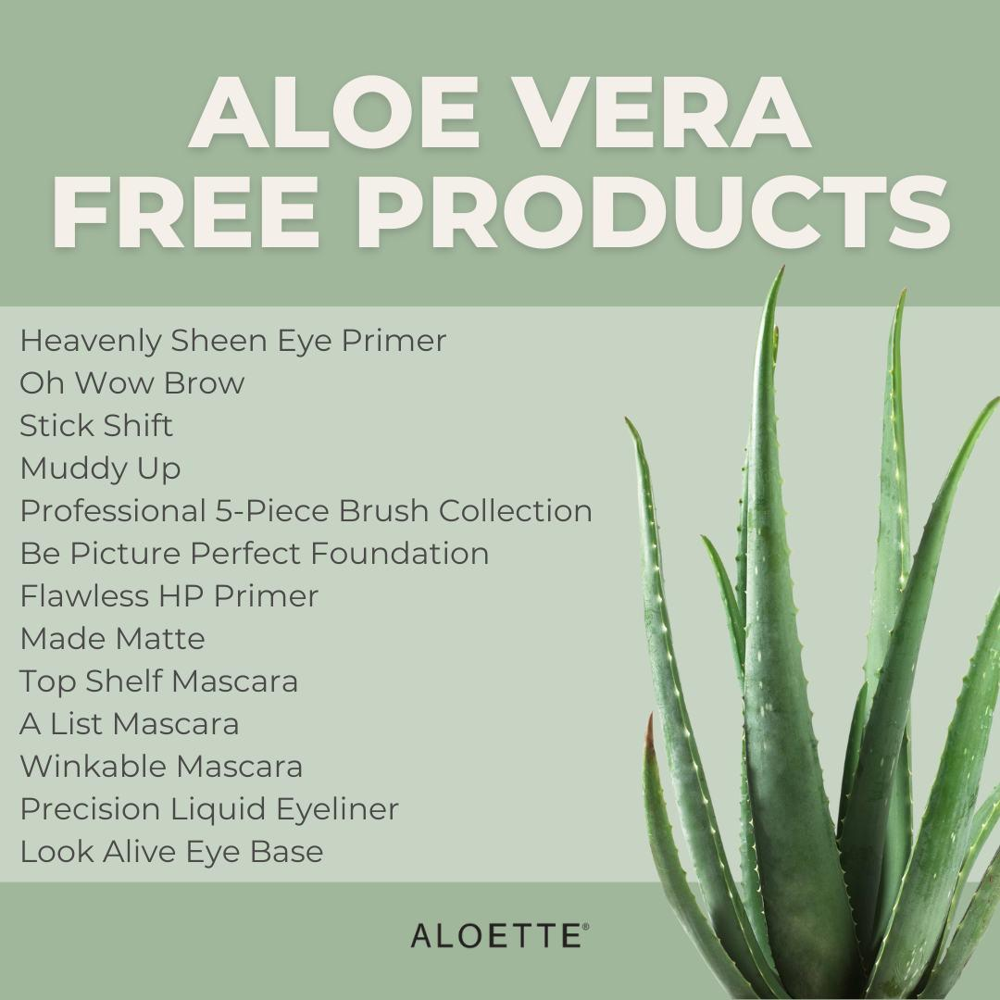 ALOE VERA
FREE PRODUCTS
Heavenly Sheen Eye Primer
Oh Wow Brow
Stick Shift
Muddy Up
Professional 5-Piece Brush Collection
Be Picture Perfect Foundation
Flawless HP Primer
Made Matte
Top Shelf Mascara
A List Mascara
Winkable Mascara
Precision Liquid Eyeliner
Look Alive Eye Base
ALOETTE®